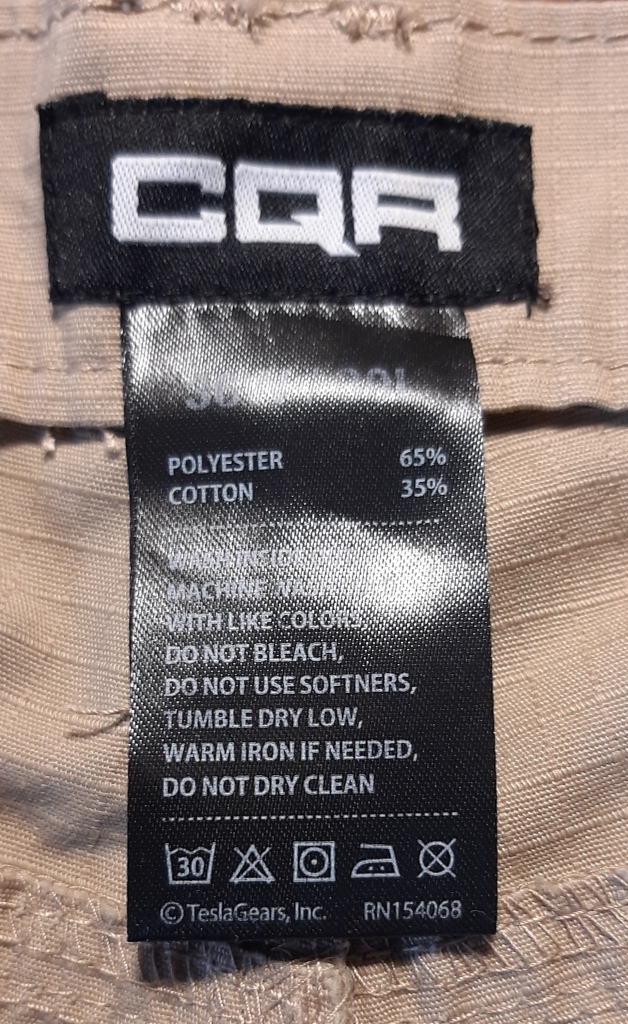 CQR
POLYESTER 65%
COTTON 35%
MACHINE
WITH LIKE COLORS
DO NOT BLEACH,
DO NOT USE SOFTNERS,
TUMBLE DRY LOW,
WARM IRON IF NEEDED,
DO NOT DRY CLEAN
30
© TeslaGears, Inc. RN154068